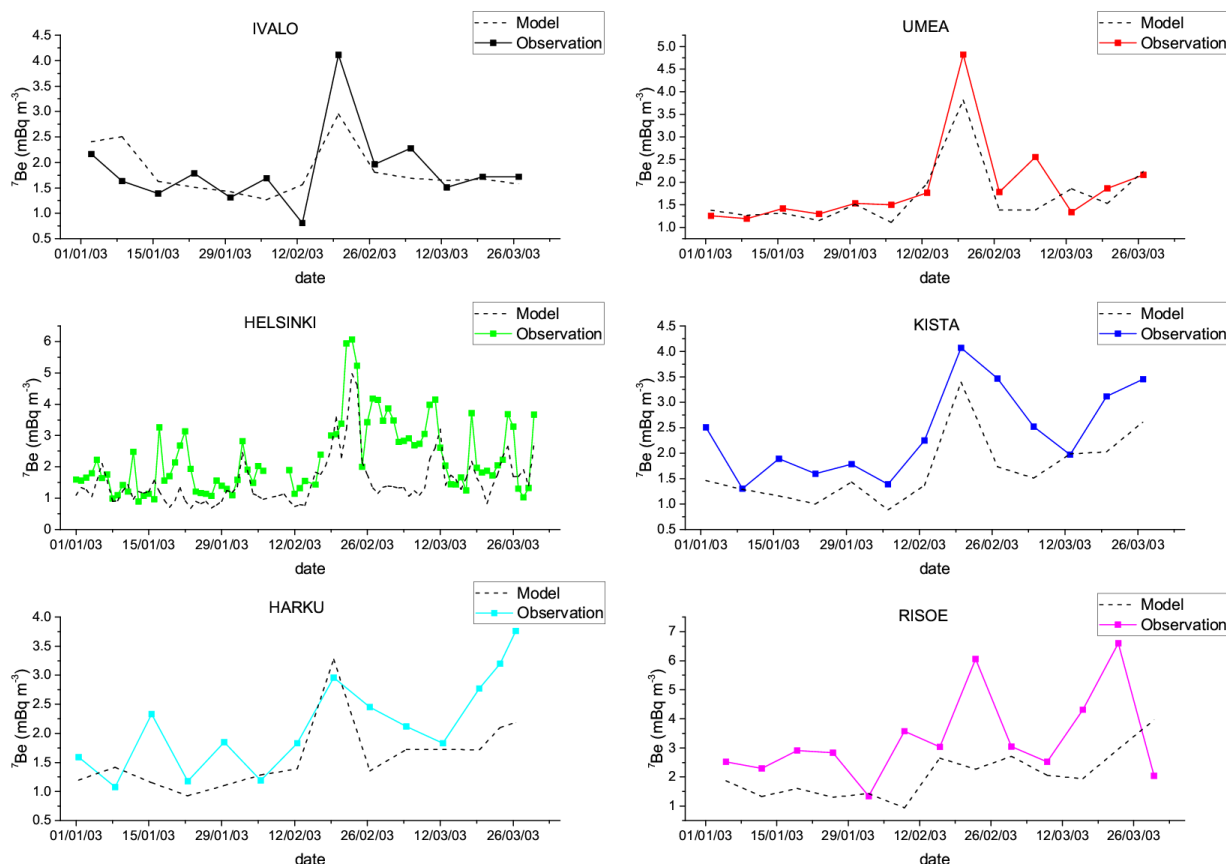 IVALO
Model
Observation
⁷Be (mBq m⁻³)
4.5
4.0
3.5
3.0
2.5
2.0
1.5
1.0
0.5
01/01/03 15/01/03 29/01/03 12/02/03 26/02/03 12/03/03 26/03/03
date
UMEA
Model
Observation
⁷Be (mBq m⁻³)
5.0
4.5
4.0
3.5
3.0
2.5
2.0
1.5
1.0
01/01/03 15/01/03 29/01/03 12/02/03 26/02/03 12/03/03 26/03/03
date
HELSINKI
Model
Observation
⁷Be (mBq m⁻³)
6
5
4
3
2
1
0
01/01/03 15/01/03 29/01/03 12/02/03 26/02/03 12/03/03 26/03/03
date
KISTA
Model
Observation
⁷Be (mBq m⁻³)
4.5
4.0
3.5
3.0
2.5
2.0
1.5
1.0
0.5
01/01/03 15/01/03 29/01/03 12/02/03 26/02/03 12/03/03 26/03/03
date
HARKU
Model
Observation
⁷Be (mBq m⁻³)
4.0
3.5
3.0
2.5
2.0
1.5
1.0
0.5
01/01/03 15/01/03 29/01/03 12/02/03 26/02/03 12/03/03 26/03/03
date
RISOE
Model
Observation
⁷Be (mBq m⁻³)
7
6
5
4
3
2
1
01/01/03 15/01/03 29/01/03 12/02/03 26/02/03 12/03/03 26/03/03
date